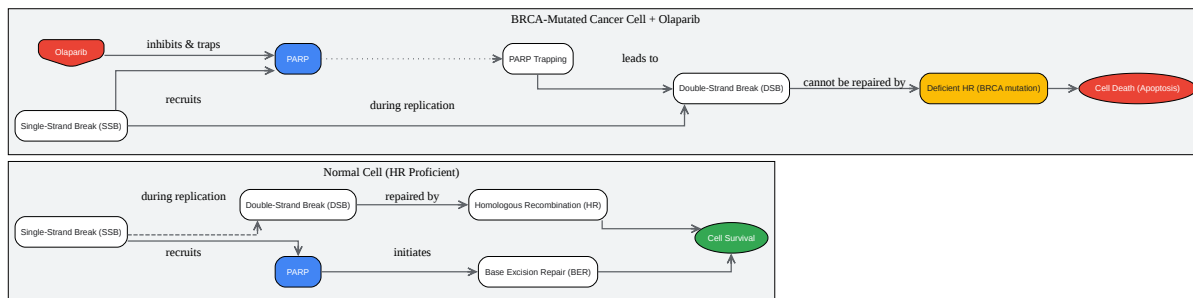 BRCA-Mutated Cancer Cell + Olaparib
Olaparib
inhibits & traps
PARP
PARP Trapping
leads to
recruits
during replication
Double-Strand Break (DSB)
cannot be repaired by
Deficient HR (BRCA mutation)
Cell Death (Apoptosis)
Single-Strand Break (SSB)
Normal Cell (HR Proficient)
during replication
Double-Strand Break (DSB)
repaired by
Homologous Recombination (HR)
Single-Strand Break (SSB)
Cell Survival
recruits
PARP
initiates
Base Excision Repair (BER)